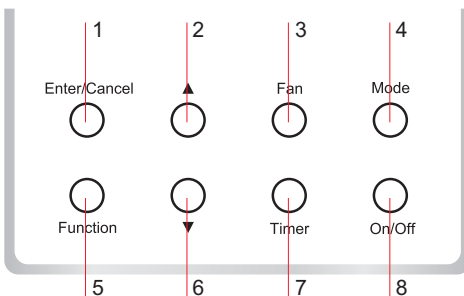 1 2 3 4
Enter/Cancel ▲ Fan Mode
Function ▼ Timer On/Off
5 6 7 8